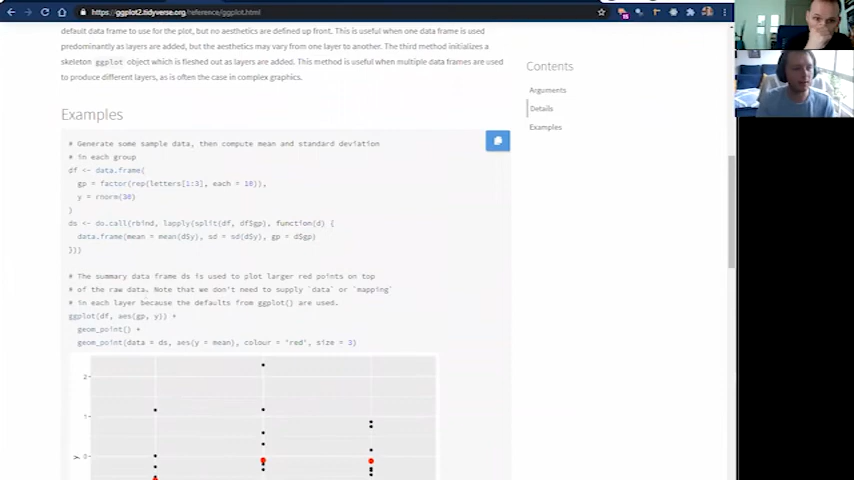 https://ggplot2.tidyverse.org/reference/ggplot.html
default data frame to use for the plot, but no aesthetics are defined up front. This is useful when one data frame is used
predominantly as layers are added, but the aesthetics may vary from one layer to another. The third method initializes a
skeleton ggplot object which is fleshed out as layers are added. This method is useful when multiple data frames are used
to produce different layers, as is often the case in complex graphics.
Contents
Arguments
Details
Examples
Examples
# Generate some sample data, then compute mean and standard deviation
# in each group
df <- data.frame(
gp = factor(rep(letters[1:3], each = 10)),
y = rnorm(30)
)
ds <- do.call(rbind, lapply(split(df, df$gp), function(d) {
data.frame(mean = mean(d$y), sd = sd(d$y), gp = d$gp)
}))
# The summary data frame ds is used to plot larger red points on top
# of the raw data. Note that we don't need to supply `data` or `mapping`
# in each layer because the defaults from ggplot() are used.
ggplot(df, aes(gp, y)) +
geom_point() +
geom_point(data = ds, aes(y = mean), colour = 'red', size = 3)
2
1
0
y